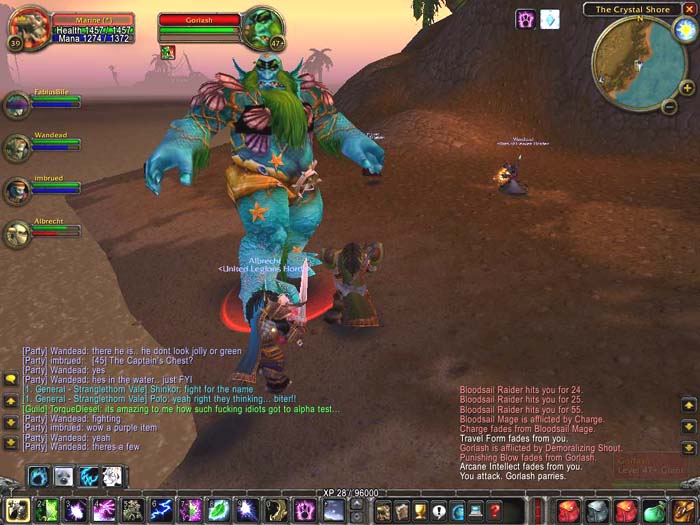 Marine (*)
39
Health 1457 / 1457
Mana 1274 / 1372
Gorlash
47+
The Crystal Shore
N
FabiusBile
Wandead
imbrued
Albrecht
Wandead
Albrecht
<United Legions Horde
[Party] Wandead: there he is.. he dont look jolly or green
[Party] imbrued: [45] The Captain's Chest?
[Party] Wandead: yes
[Party] Wandead: hes in the water.. just FYI
[1. General - Stranglethorn Vale] Shinkor: fight for the name
[1. General - Stranglethorn Vale] Polo: yeah right they thinking... biter!!
[Guild] TorqueDiesel: its amazing to me how such fucking idiots got to alpha test...
[Party] Wandead: fighting
[Party] imbrued: wow a purple item
[Party] Wandead: yeah
[Party] Wandead: theres a few
Bloodsail Raider hits you for 24.
Bloodsail Raider hits you for 25.
Bloodsail Raider hits you for 55.
Bloodsail Mage is afflicted by Charge.
Charge fades from Bloodsail Mage.
Travel Form fades from you.
Gorlash is afflicted by Demoralizing Shout.
Punishing Blow fades from Gorlash.
Arcane Intellect fades from you.
You attack. Gorlash parries.
Gorlash
Level 47+ Giant
XP 28 / 96000